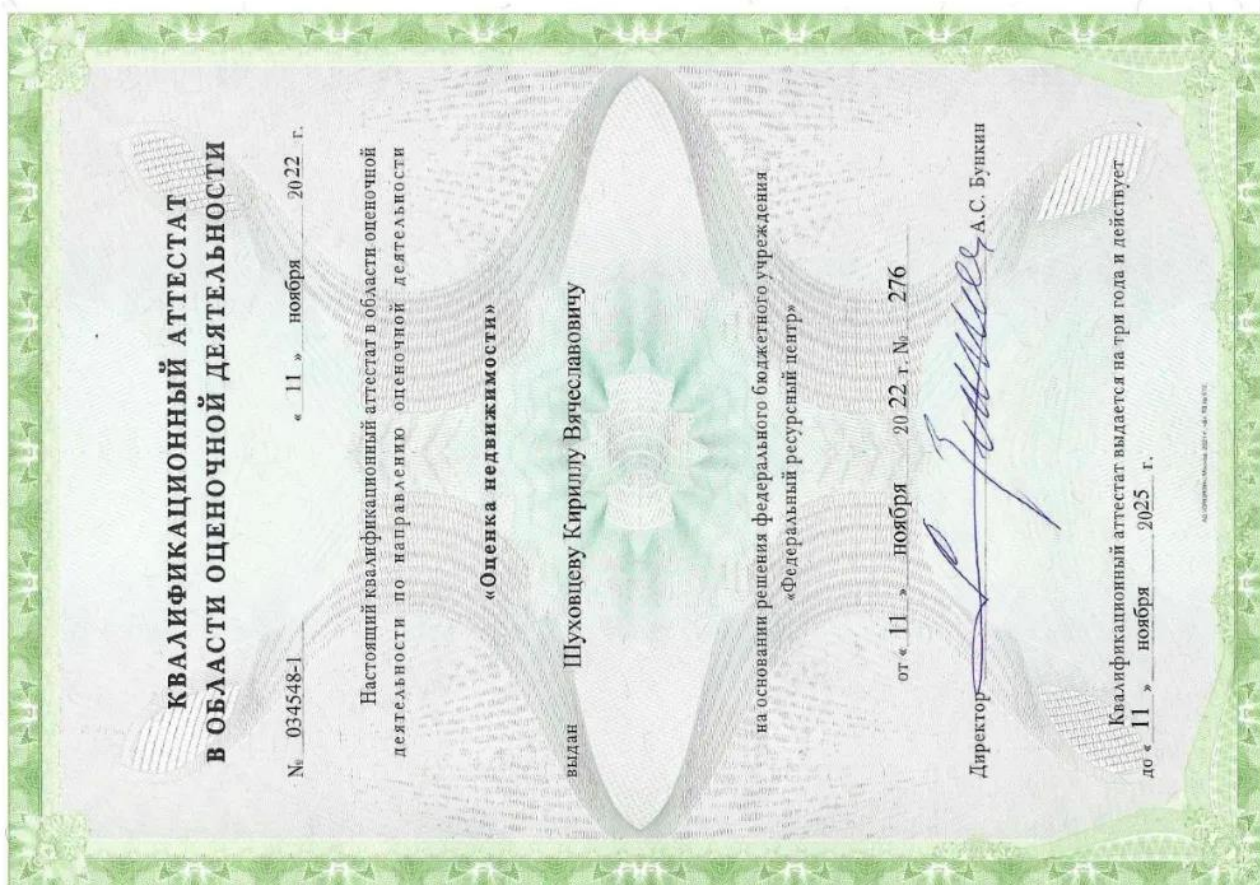 КВАЛИФИКАЦИОННЫЙ АТТЕСТАТ
В ОБЛАСТИ ОЦЕНОЧНОЙ ДЕЯТЕЛЬНОСТИ
№ 034548-1 « 11 » ноября 2022 г.
Настоящий квалификационный аттестат в области оценочной
деятельности по направлению оценочной деятельности
«Оценка недвижимости»
выдан Шуховцеву Кириллу Вячеславовичу
на основании решения федерального бюджетного учреждения
«Федеральный ресурсный центр»
от « 11 » ноября 20 22 г. № 276
Директор А.С. Бункин
Квалификационный аттестат выдается на три года и действует
до « 11 » ноября 2025 г.